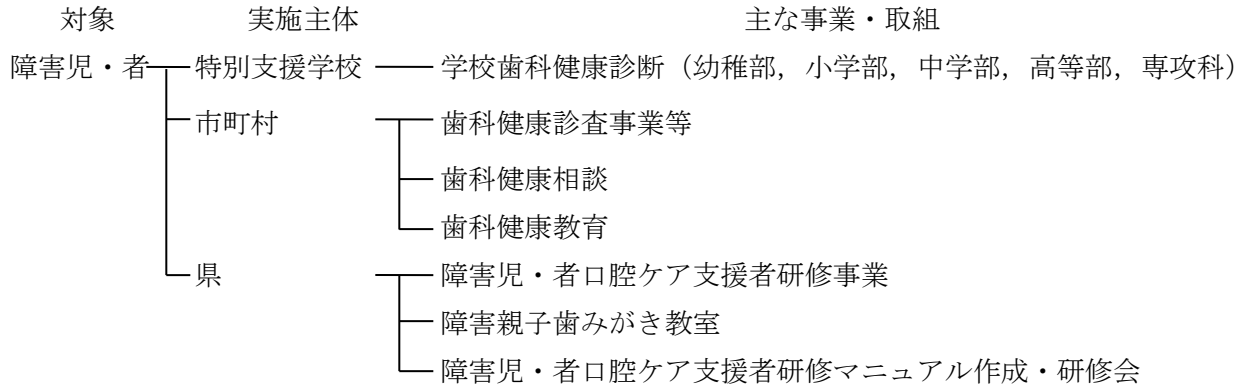 対象 実施主体 主な事業・取組
障害児・者 特別支援学校 学校歯科健康診断（幼稚部，小学部，中学部，高等部，専攻科）
市町村 歯科健康診査事業等
歯科健康相談
歯科健康教育
県 障害児・者口腔ケア支援者研修事業
障害親子歯みがき教室
障害児・者口腔ケア支援者研修マニュアル作成・研修会